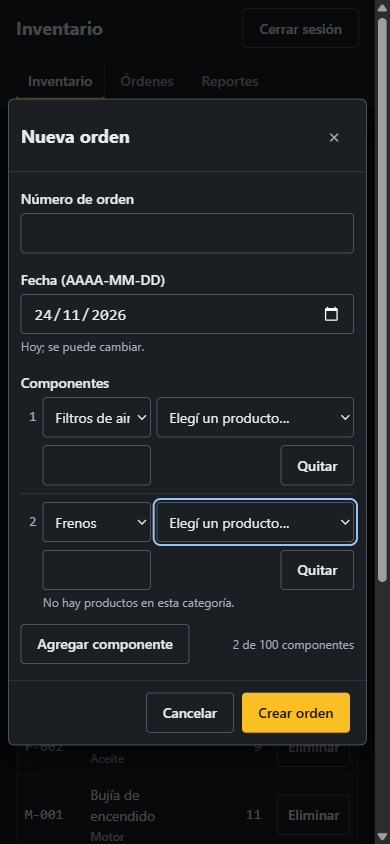 Inventario
Cerrar sesión
Inventario Órdenes Reportes
Nueva orden ×
Número de orden
Fecha (AAAA-MM-DD)
24/11/2026
Hoy; se puede cambiar.
Componentes
1 Filtros de air Elegí un producto...
Quitar
2 Frenos Elegí un producto...
Quitar
No hay productos en esta categoría.
Agregar componente 2 de 100 componentes
Cancelar Crear orden
F-002 9 Eliminar
Aceite
Bujía de
M-001 encendido 11 Eliminar
Motor